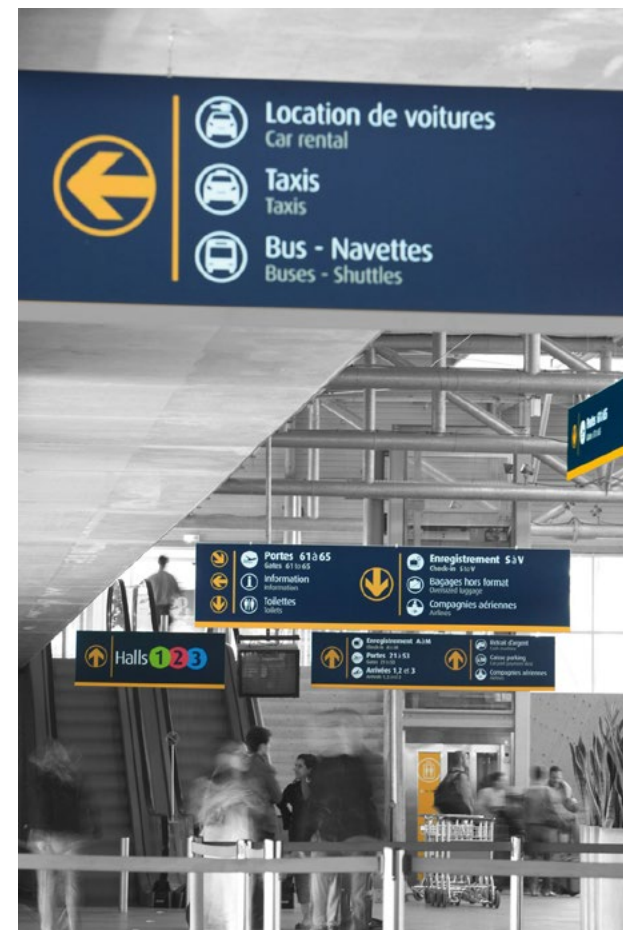 Location de voitures
Car rental
Taxis
Taxis
Bus - Navettes
Buses - Shuttles
Portes 61 à 65
Gates 61 to 65
Information
Information
Toilettes
Toilets
Enregistrement S à V
Check-in S to V
Bagages hors format
Oversized luggage
Compagnies aériennes
Airlines
Halls 1 2 3
Enregistrement A à M
Portes 21 à 53
Arrivées 1, 2 et 3
Retrait d'argent
Caisse parking
Compagnies aériennes
Airlines